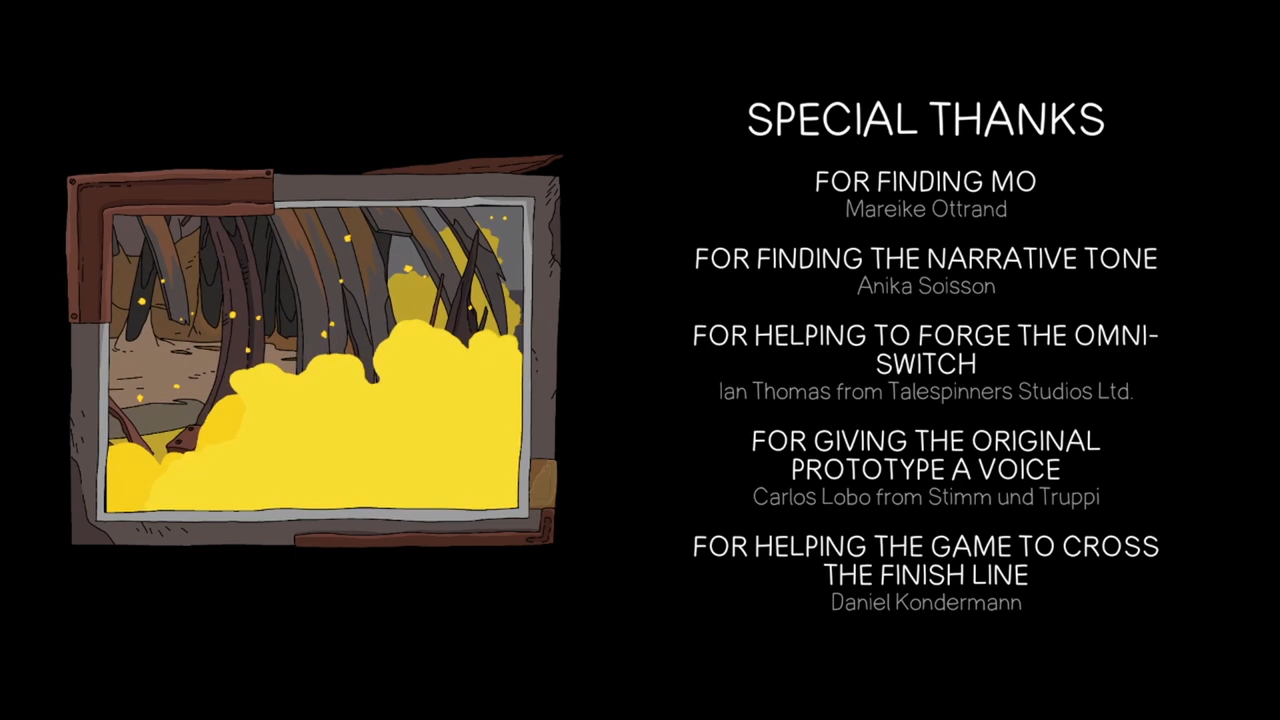 SPECIAL THANKS
FOR FINDING MO
Mareike Ottrand
FOR FINDING THE NARRATIVE TONE
Anika Soisson
FOR HELPING TO FORGE THE OMNI-
SWITCH
Ian Thomas from Talespinners Studios Ltd.
FOR GIVING THE ORIGINAL
PROTOTYPE A VOICE
Carlos Lobo from Stimm und Truppi
FOR HELPING THE GAME TO CROSS
THE FINISH LINE
Daniel Kondermann